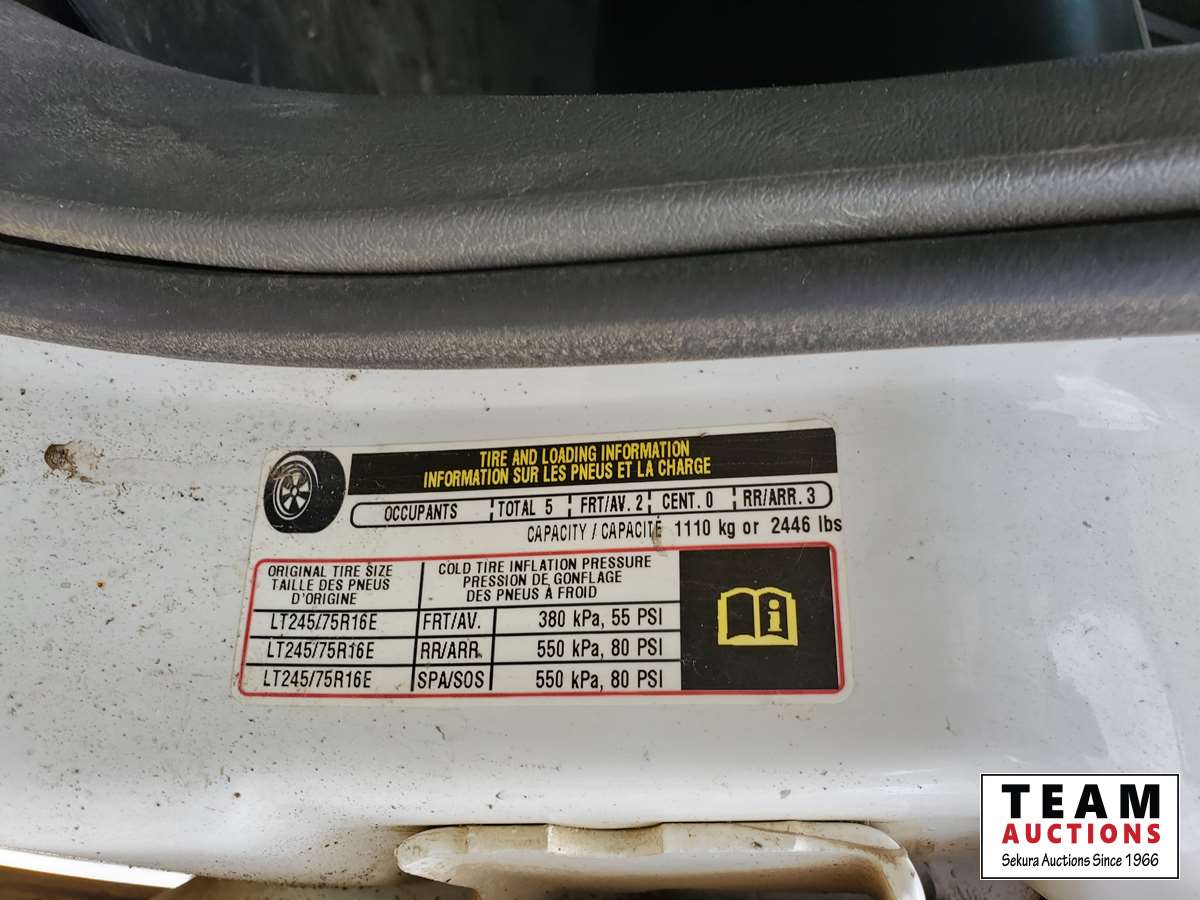 TIRE AND LOADING INFORMATION
INFORMATION SUR LES PNEUS ET LA CHARGE
OCCUPANTS TOTAL 5 FRT/AV. 2 CENT. 0 RR/ARR. 3
CAPACITY / CAPACITÉ 1110 kg or 2446 lbs
ORIGINAL TIRE SIZE
TAILLE DES PNEUS
D'ORIGINE
COLD TIRE INFLATION PRESSURE
PRESSION DE GONFLAGE
DES PNEUS À FROID
LT245/75R16E FRT/AV. 380 kPa, 55 PSI
LT245/75R16E RR/ARR. 550 kPa, 80 PSI
LT245/75R16E SPA/SOS 550 kPa, 80 PSI
TEAM
AUCTIONS
Sekura Auctions Since 1966